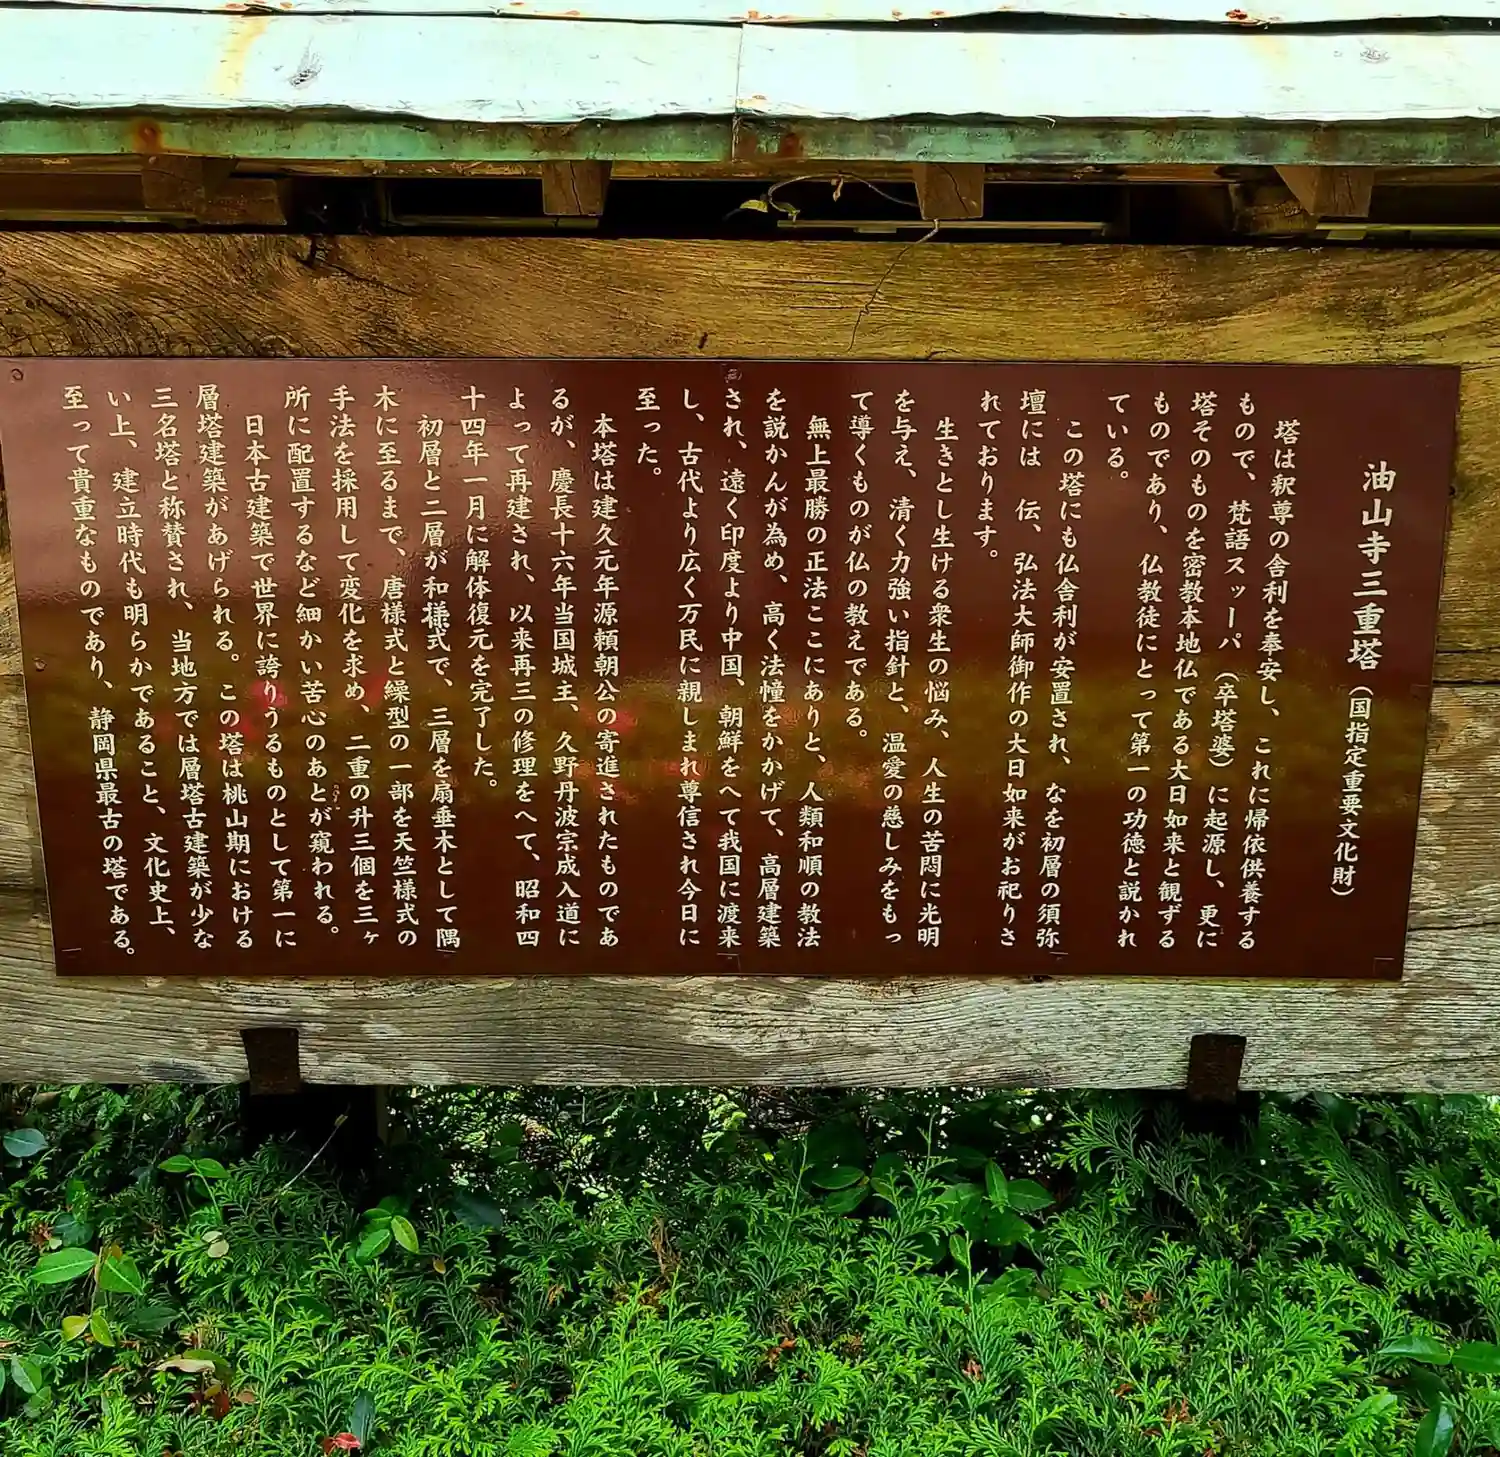 油山寺三重塔(国指定重要文化財)
塔は釈尊の舎利を奉安し、これに帰依供養する
もので、梵語スツーパ(卒塔婆)に起源し、更に
塔そのものを密教本地仏である大日如来と観ずる
ものであり、仏教徒にとって第一の功徳と説かれ
ている。
この塔にも仏舎利が安置され、なを初層の須弥
壇には 伝、弘法大師御作の大日如来がお祀りさ
れております。
生きとし生ける衆生の悩み、人生の苦悶に光明
を与え、清く力強い指針と、温愛の慈しみをもっ
て導くものが仏の教えである。
無上最勝の正法ここにありと、人類和順の教法
を説かんが為め、高く法幢をかかげて、高層建築
され、遠く印度より中国、朝鮮をへて我国に渡来
し、古代より広く万民に親しまれ尊信され今日に
至った。
本塔は建久元年源頼朝公の寄進されたものであ
るが、慶長十六年当国城王、久野丹波宗成入道に
よって再建され、以来再三の修理をへて、昭和四
十四年一月に解体復元を完了した。
初層と二層が和様式で、三層を扇垂木として隅
木に至るまで、唐様式と繰型の一部を天竺様式の
手法を採用して変化を求め、二重の升三個を三ヶ
所に配置するなど細かい苦心のあとが窺われる。
日本古建築で世界に誇りうるものとして第一に
層塔建築があげられる。この塔は桃山期における
三名塔と称賛され、当地方では層塔古建築が少な
い上、建立時代も明らかであること、文化史上、
至って貴重なものであり、静岡県最古の塔である。